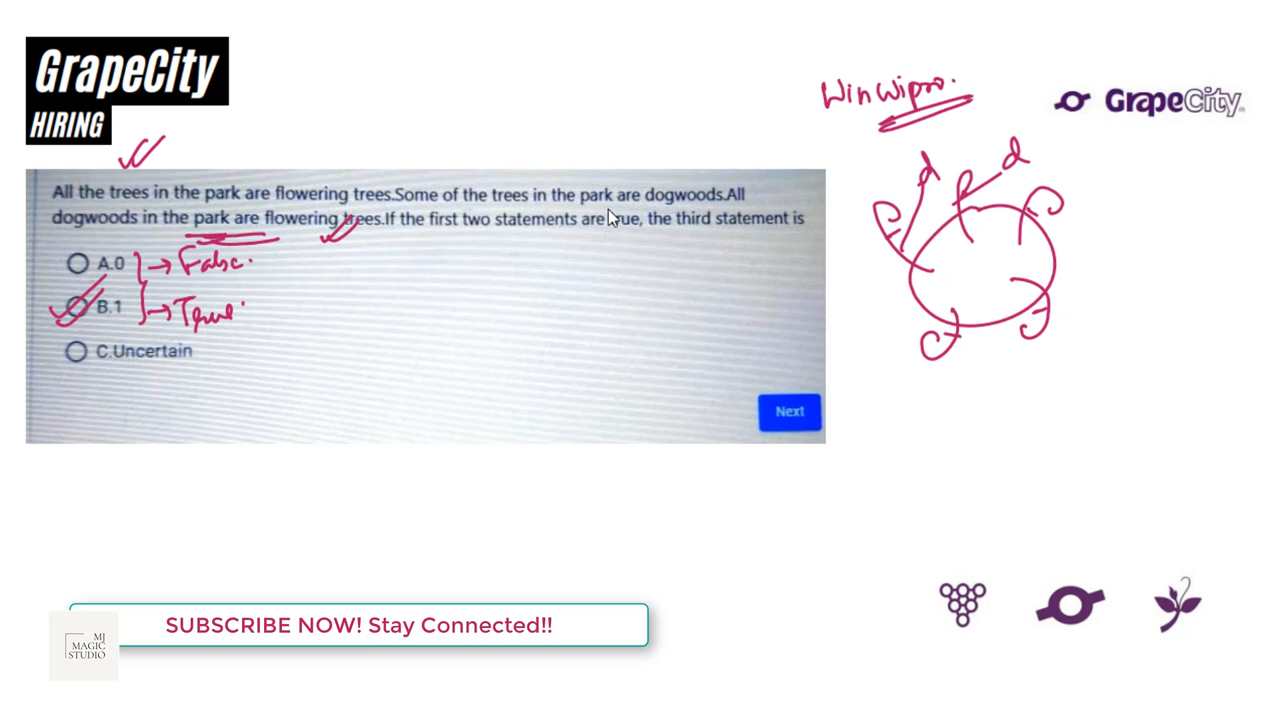 GrapeCity
HIRING
WinWipro.
GrapeCity
d
d
All the trees in the park are flowering trees.Some of the trees in the park are dogwoods.All
dogwoods in the park are flowering trees.If the first two statements are true, the third statement is
A.0 → False.
B.1 → True.
C.Uncertain
Next
SUBSCRIBE NOW! Stay Connected!!
MJ
MAGIC
STUDIO